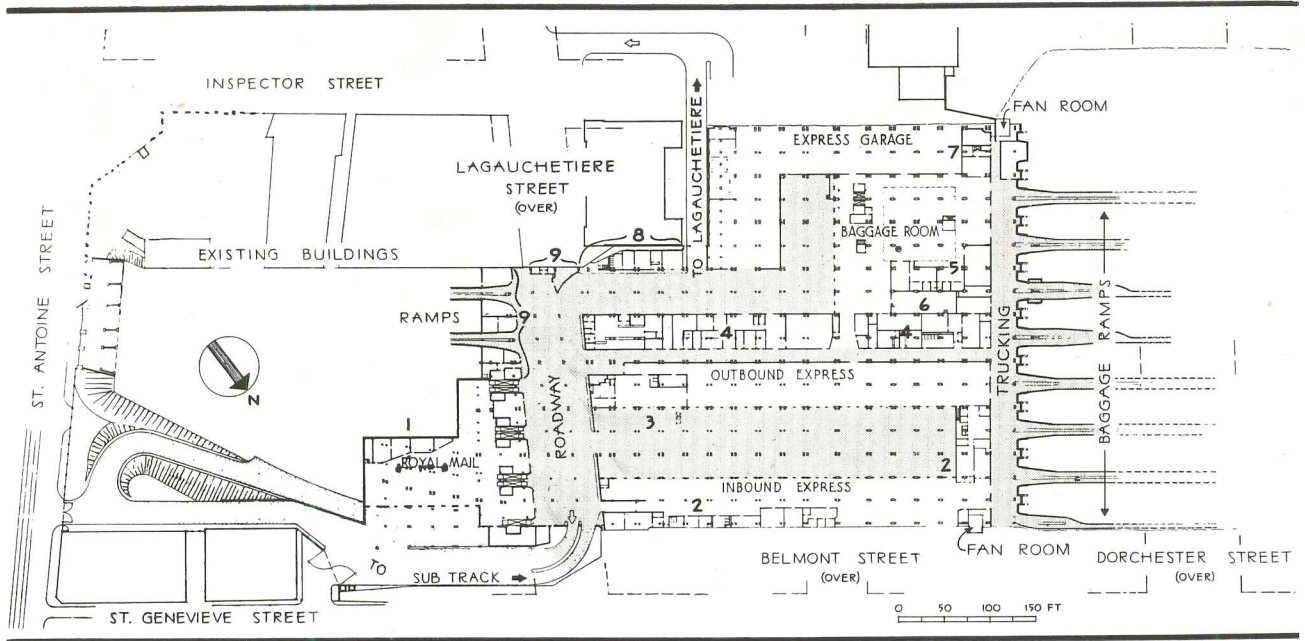 INSPECTOR STREET
FAN ROOM
EXPRESS GARAGE
7
LAGAUCHETIERE
STREET
(OVER)
TO LAGAUCHETIERE
BAGGAGE ROOM
8
9
5
6
EXISTING BUILDINGS
ST. ANTOINE STREET
RAMPS
9
4
4
TRUCKING
BAGGAGE RAMPS
N
OUTBOUND EXPRESS
ROADWAY
3
1
ROYAL MAIL
2
INBOUND EXPRESS
2
TO
SUB TRACK
BELMONT STREET
(OVER)
FAN ROOM
DORCHESTER STREET
(OVER)
ST. GENEVIEVE STREET
0 50 100 150 FT.